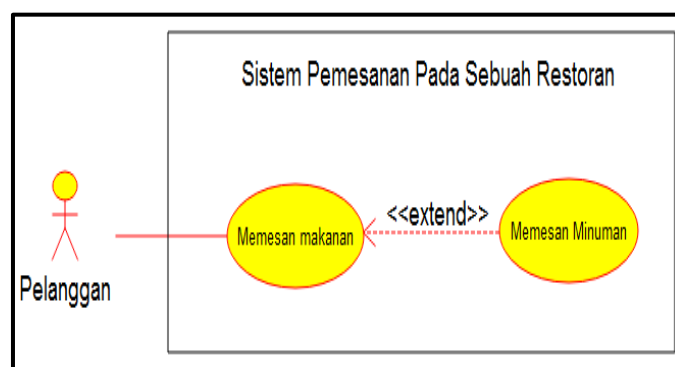 Sistem Pemesanan Pada Sebuah Restoran
<<extend>>
Memesan makanan
Memesan Minuman
Pelanggan